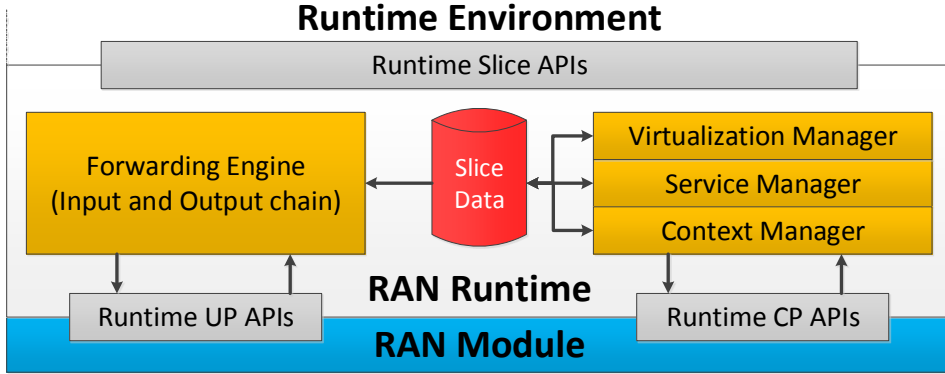 Runtime Environment
Runtime Slice APIs
Forwarding Engine
(Input and Output chain)
Slice
Data
Virtualization Manager
Service Manager
Context Manager
RAN Runtime
Runtime UP APIs
Runtime CP APIs
RAN Module